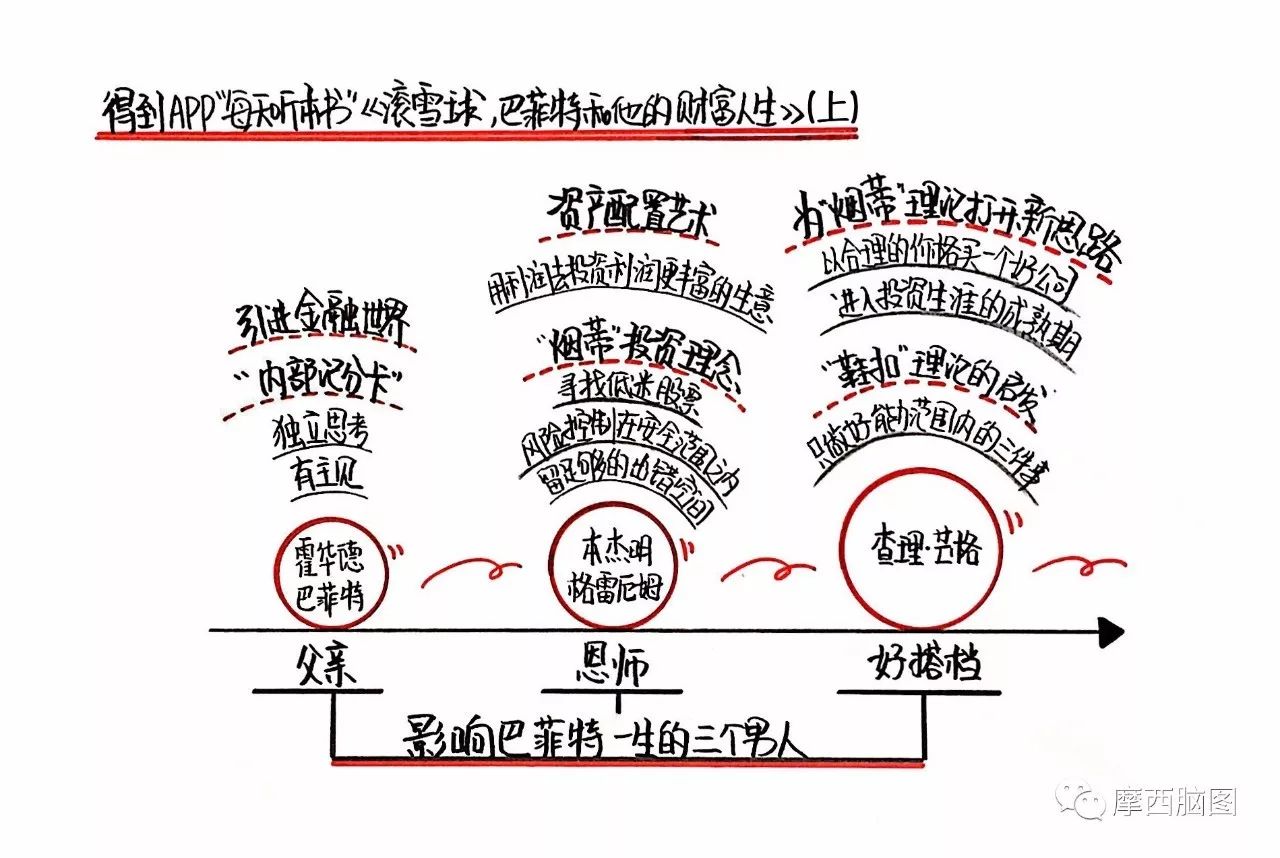 得到APP"每天听本书"《滚雪球,巴菲特和他的财富人生》(上)
引进金融世界
"内部记分卡"
独立思考
有主见
霍华德
巴菲特
父亲
资产配置艺术
用利润去投资利润更丰富的生意
"烟蒂"投资理念
寻找低迷股票
风险控制在安全范围之内
留足够的出错空间
本杰明
格雷厄姆
恩师
为"烟蒂"理论打开新思路
以合理的价格买一个好公司
进入投资生涯的成熟期
"鞋扣"理论的启发
只做好能力范围内的三件事
查理·芒格
好搭档
影响巴菲特一生的三个男人
摩西脑图